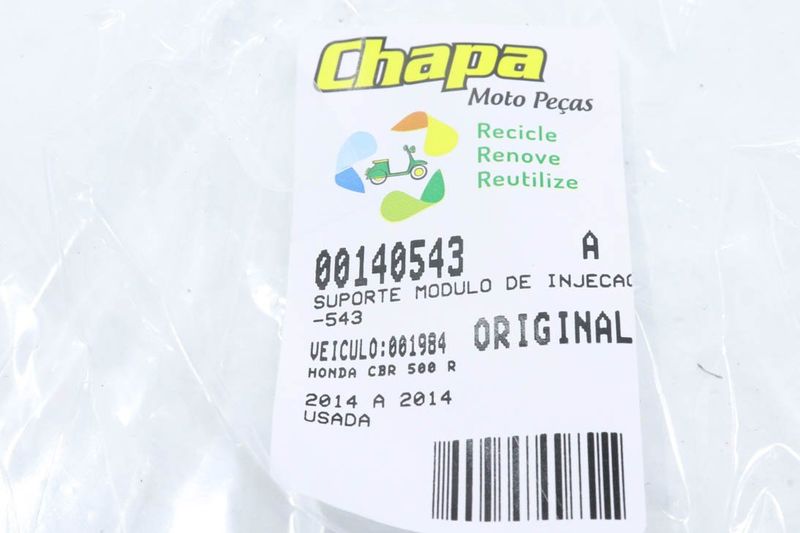 Chapa
Moto Peças
Recicle
Renove
Reutilize
00140543 A
SUPORTE MODULO DE INJECAO
-543
VEICULO:001984 ORIGINAL
HONDA CBR 500 R
2014 A 2014
USADA